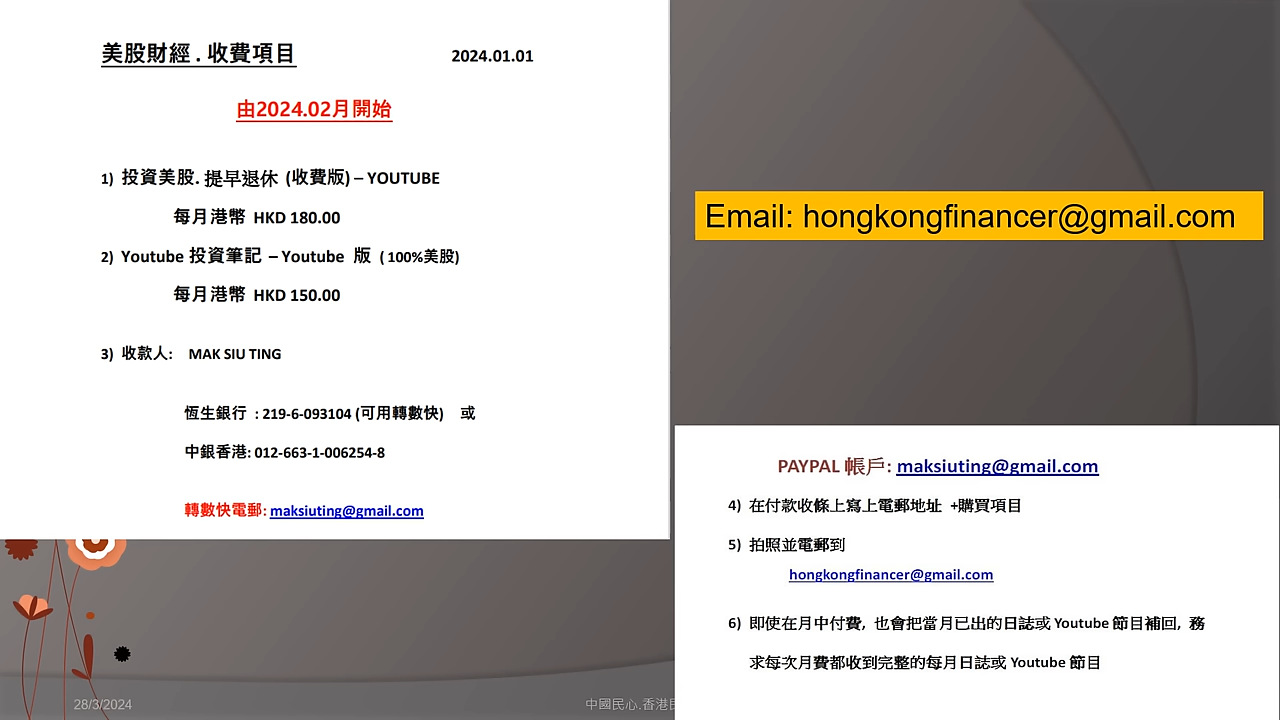 美股財經 . 收費項目
2024.01.01
由2024.02月開始
1) 投資美股. 提早退休 (收費版) – YOUTUBE
每月港幣 HKD 180.00
2) Youtube 投資筆記 – Youtube 版 ( 100%美股)
每月港幣 HKD 150.00
3) 收款人: MAK SIU TING
恆生銀行 : 219-6-093104 (可用轉數快) 或
中銀香港: 012-663-1-006254-8
轉數快電郵: maksiuting@gmail.com
Email: hongkongfinancer@gmail.com
PAYPAL 帳戶: maksiuting@gmail.com
4) 在付款收條上寫上電郵地址 +購買項目
5) 拍照並電郵到
hongkongfinancer@gmail.com
6) 即使在月中付費, 也會把當月已出的日誌或 Youtube 節目補回, 務
求每次月費都收到完整的每月日誌或 Youtube 節目
28/3/2024
中國民心.香港